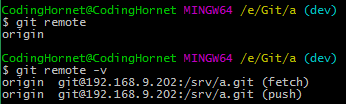 CodingHornet@CodingHornet MINGW64 /e/Git/a (dev)
$ git remote
origin
CodingHornet@CodingHornet MINGW64 /e/Git/a (dev)
$ git remote -v
origin  git@192.168.9.202:/srv/a.git (fetch)
origin  git@192.168.9.202:/srv/a.git (push)